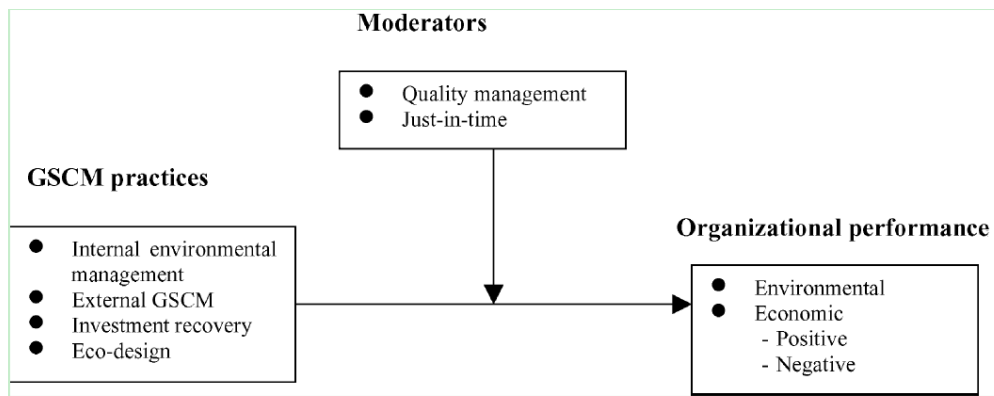 Moderators
● Quality management
● Just-in-time
GSCM practices
● Internal environmental
management
● External GSCM
● Investment recovery
● Eco-design
Organizational performance
● Environmental
● Economic
- Positive
- Negative